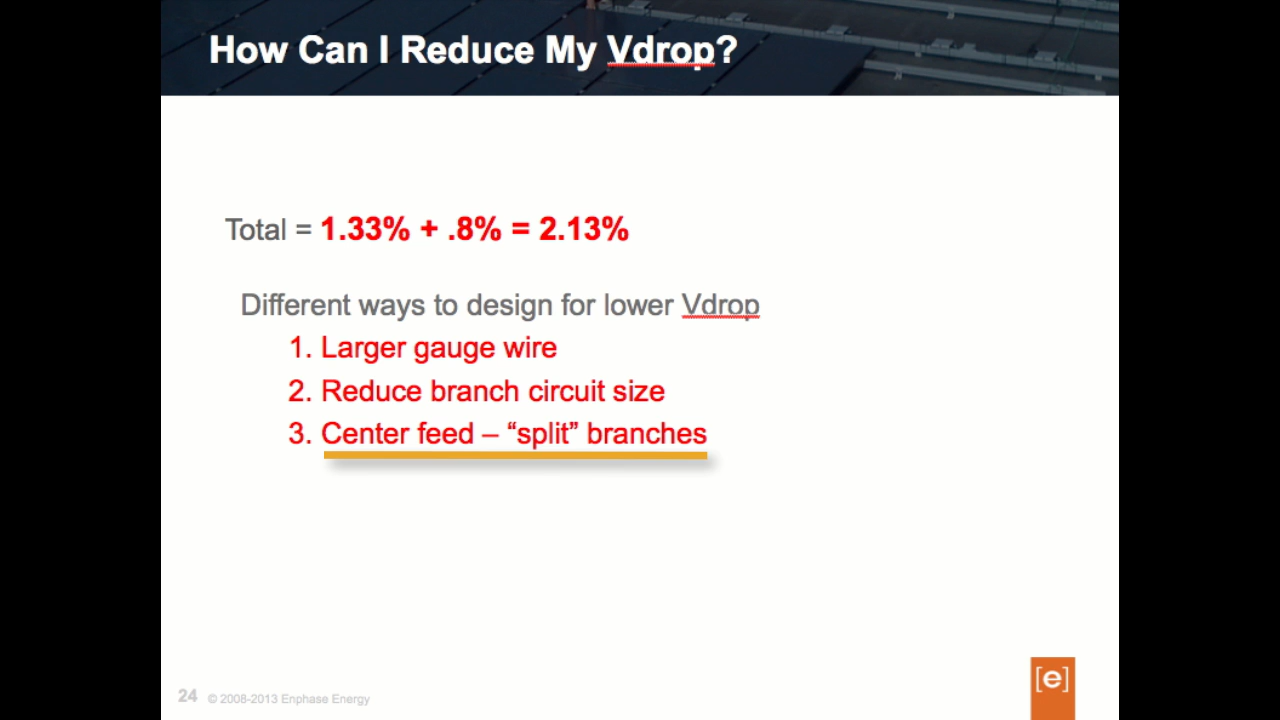 How Can I Reduce My Vdrop?
Total = 1.33% + .8% = 2.13%
Different ways to design for lower Vdrop
1. Larger gauge wire
2. Reduce branch circuit size
3. Center feed – “split” branches
24 © 2008-2013 Enphase Energy
[e]